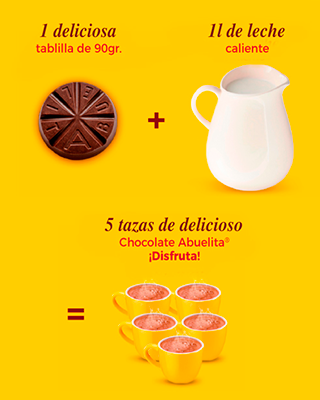 1 deliciosa
tablilla de 90gr.
1l de leche
caliente
+
=
5 tazas de delicioso
Chocolate Abuelita®
¡Disfruta!